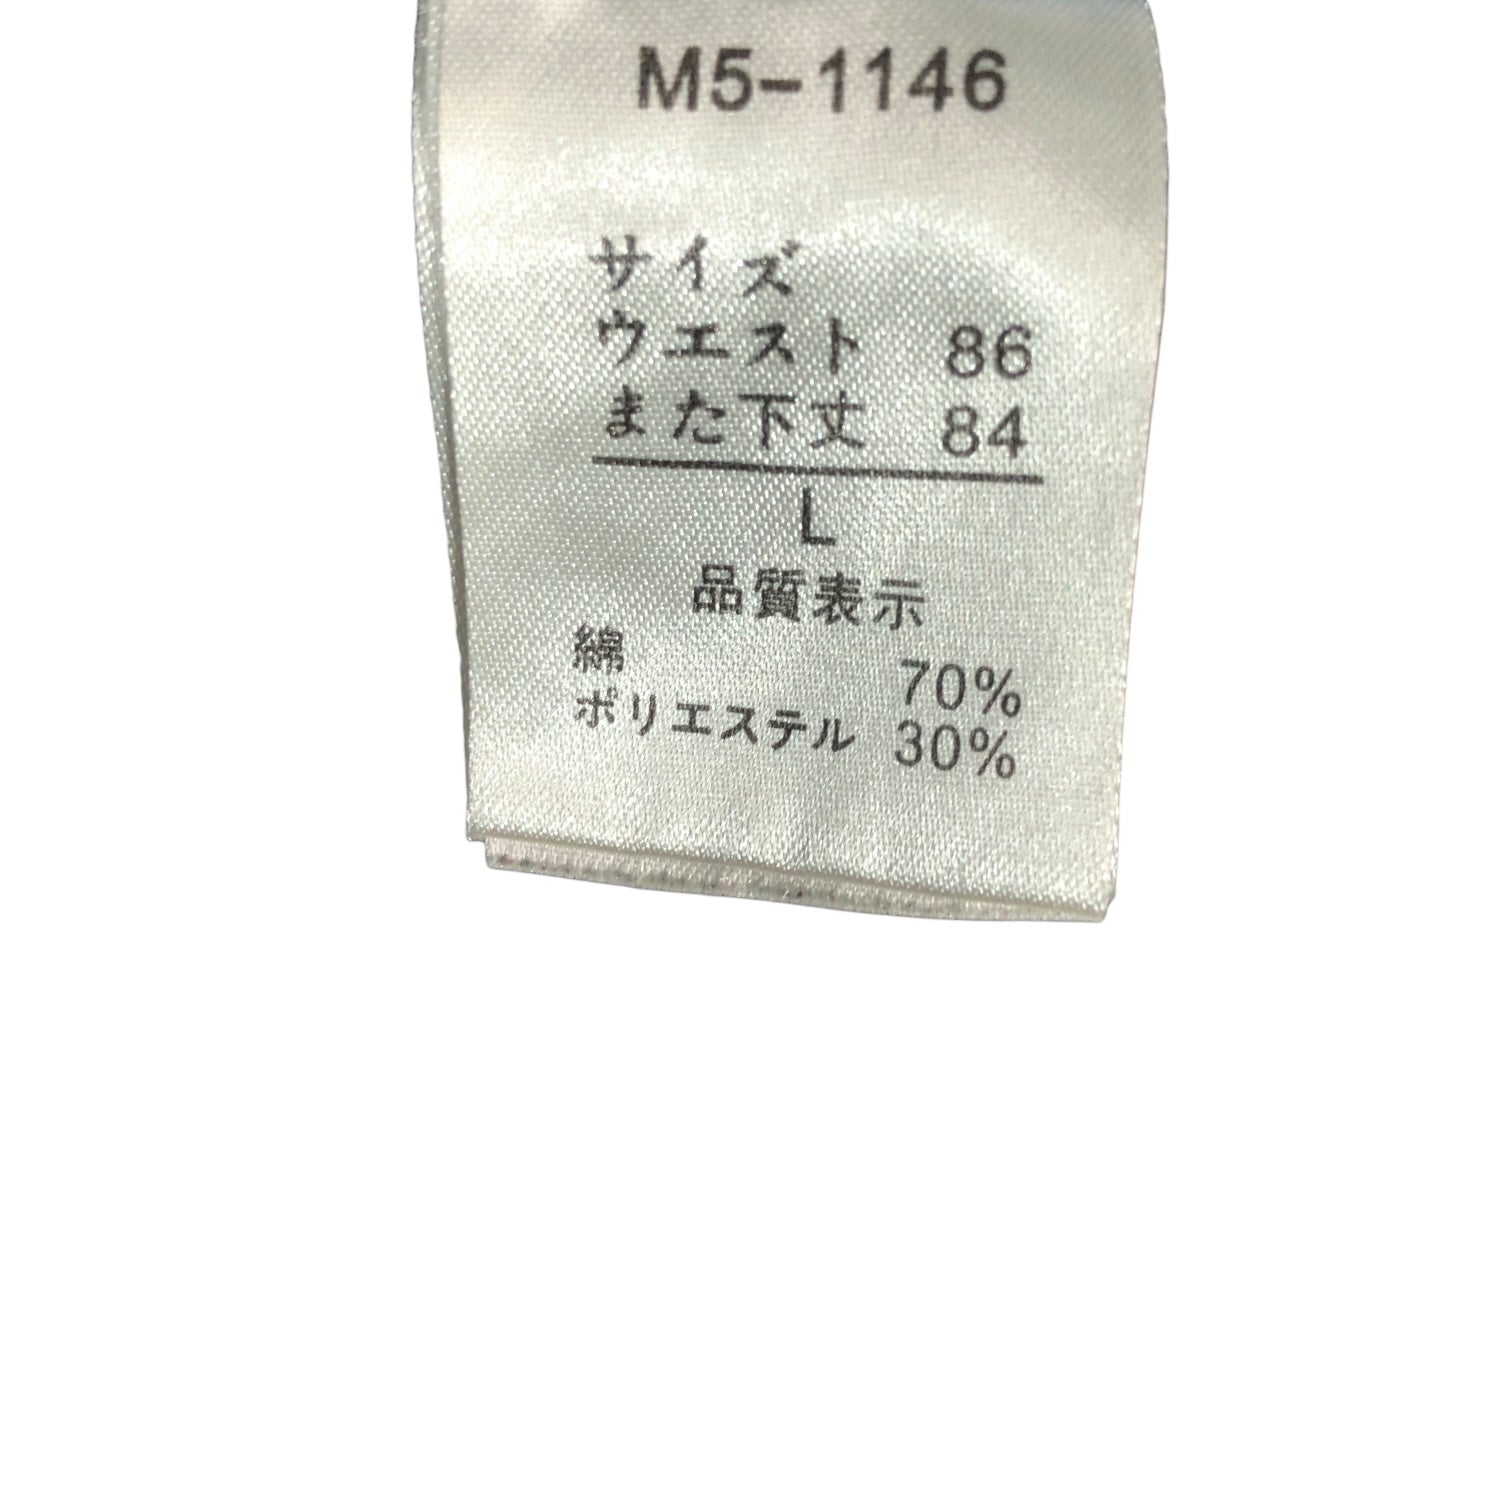 M5-1146
サイズ
ウエスト 86
また下丈 84
L
品質表示
綿 70%
ポリエステル 30%